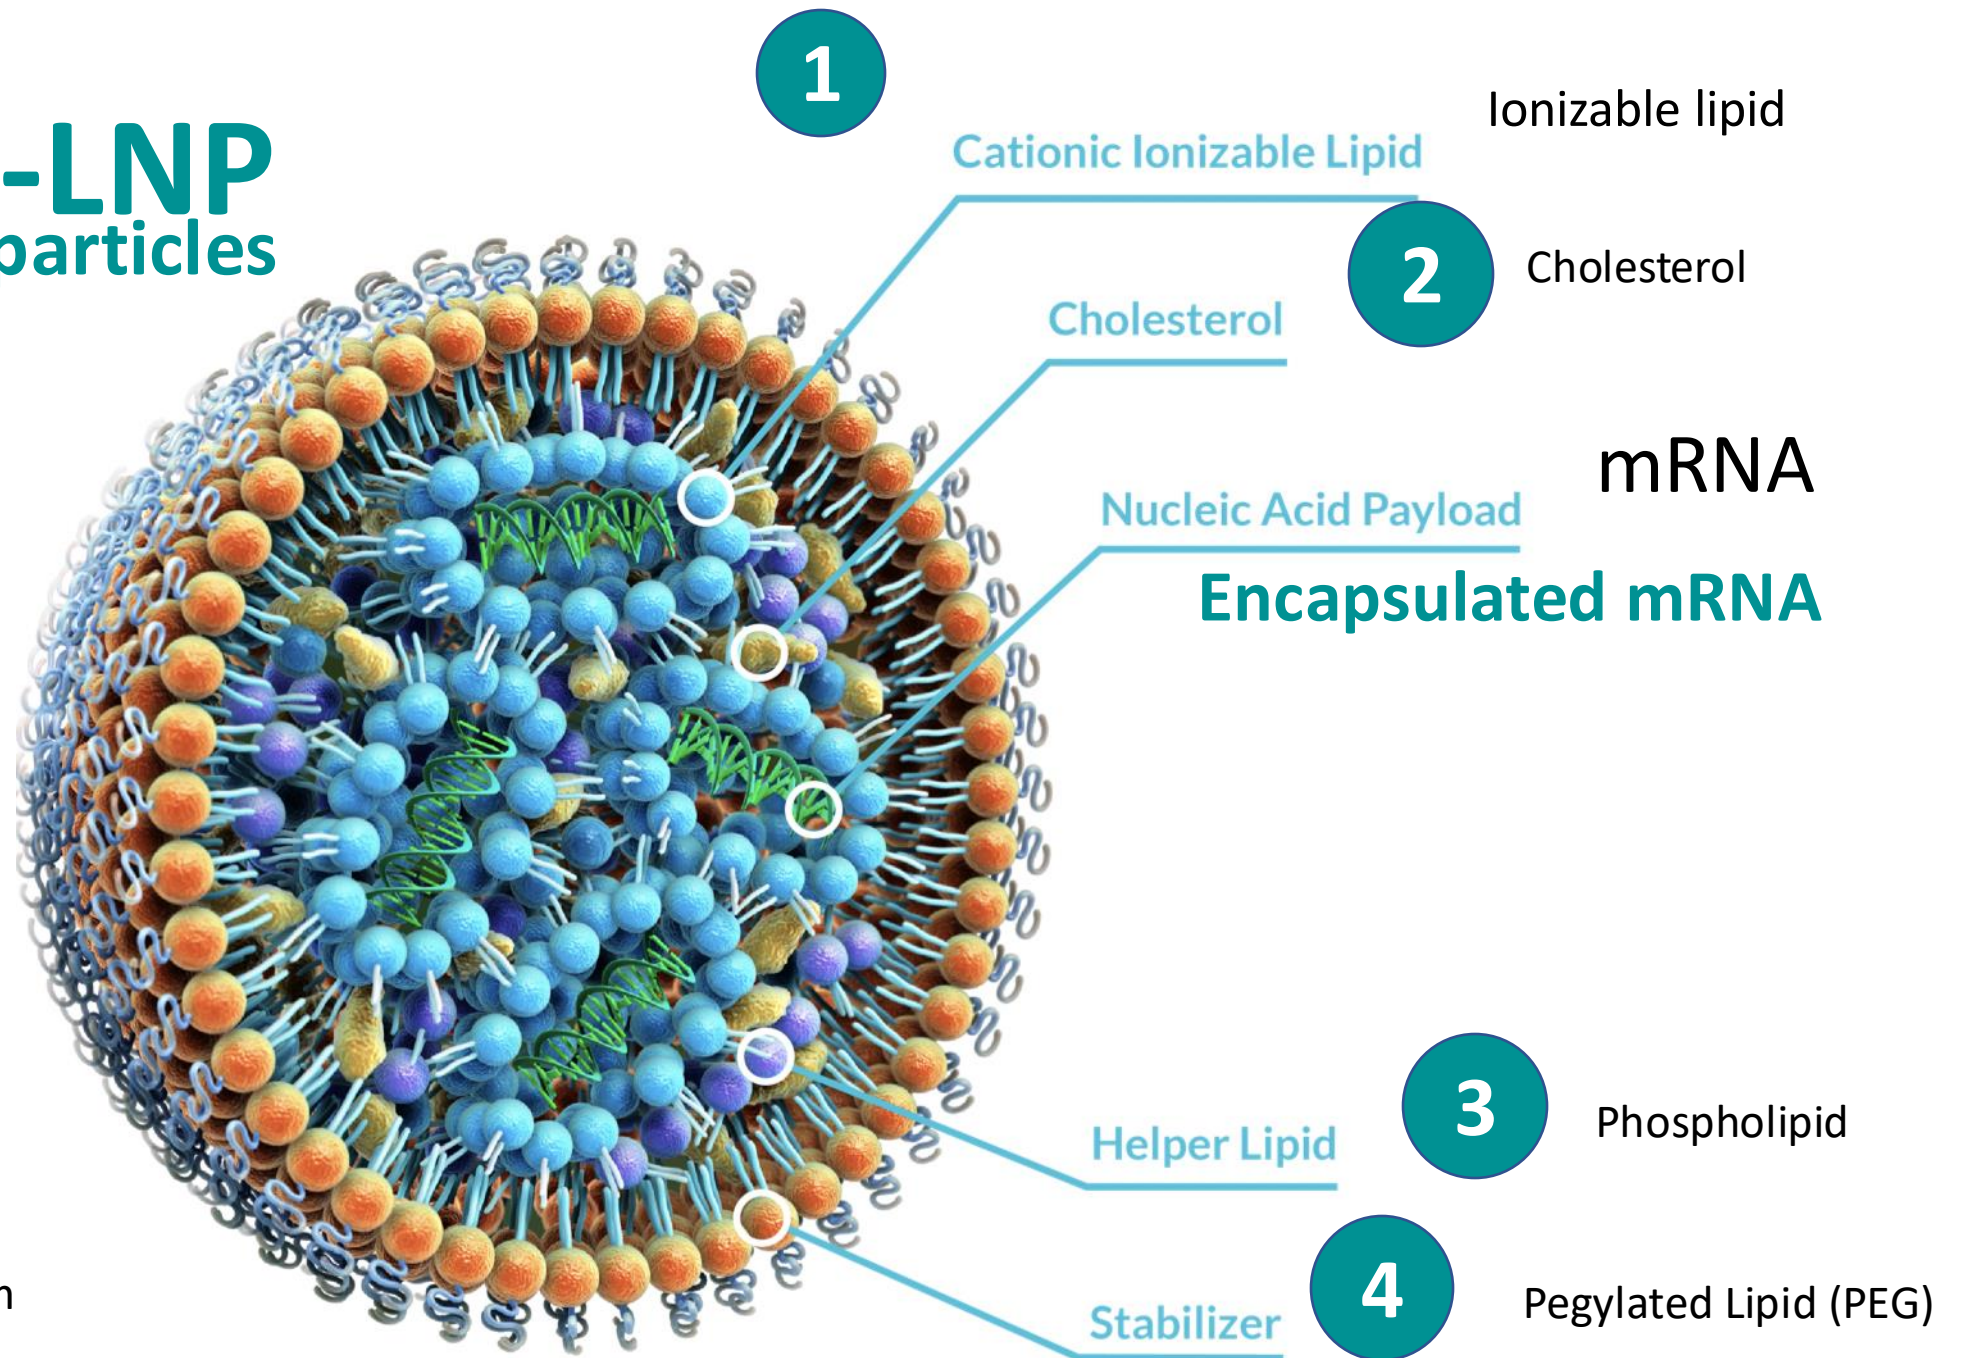 1
Ionizable lipid
Cationic Ionizable Lipid
-LNP
particles
2
Cholesterol
Cholesterol
mRNA
Nucleic Acid Payload
Encapsulated mRNA
3
Phospholipid
Helper Lipid
4
Pegylated Lipid (PEG)
Stabilizer